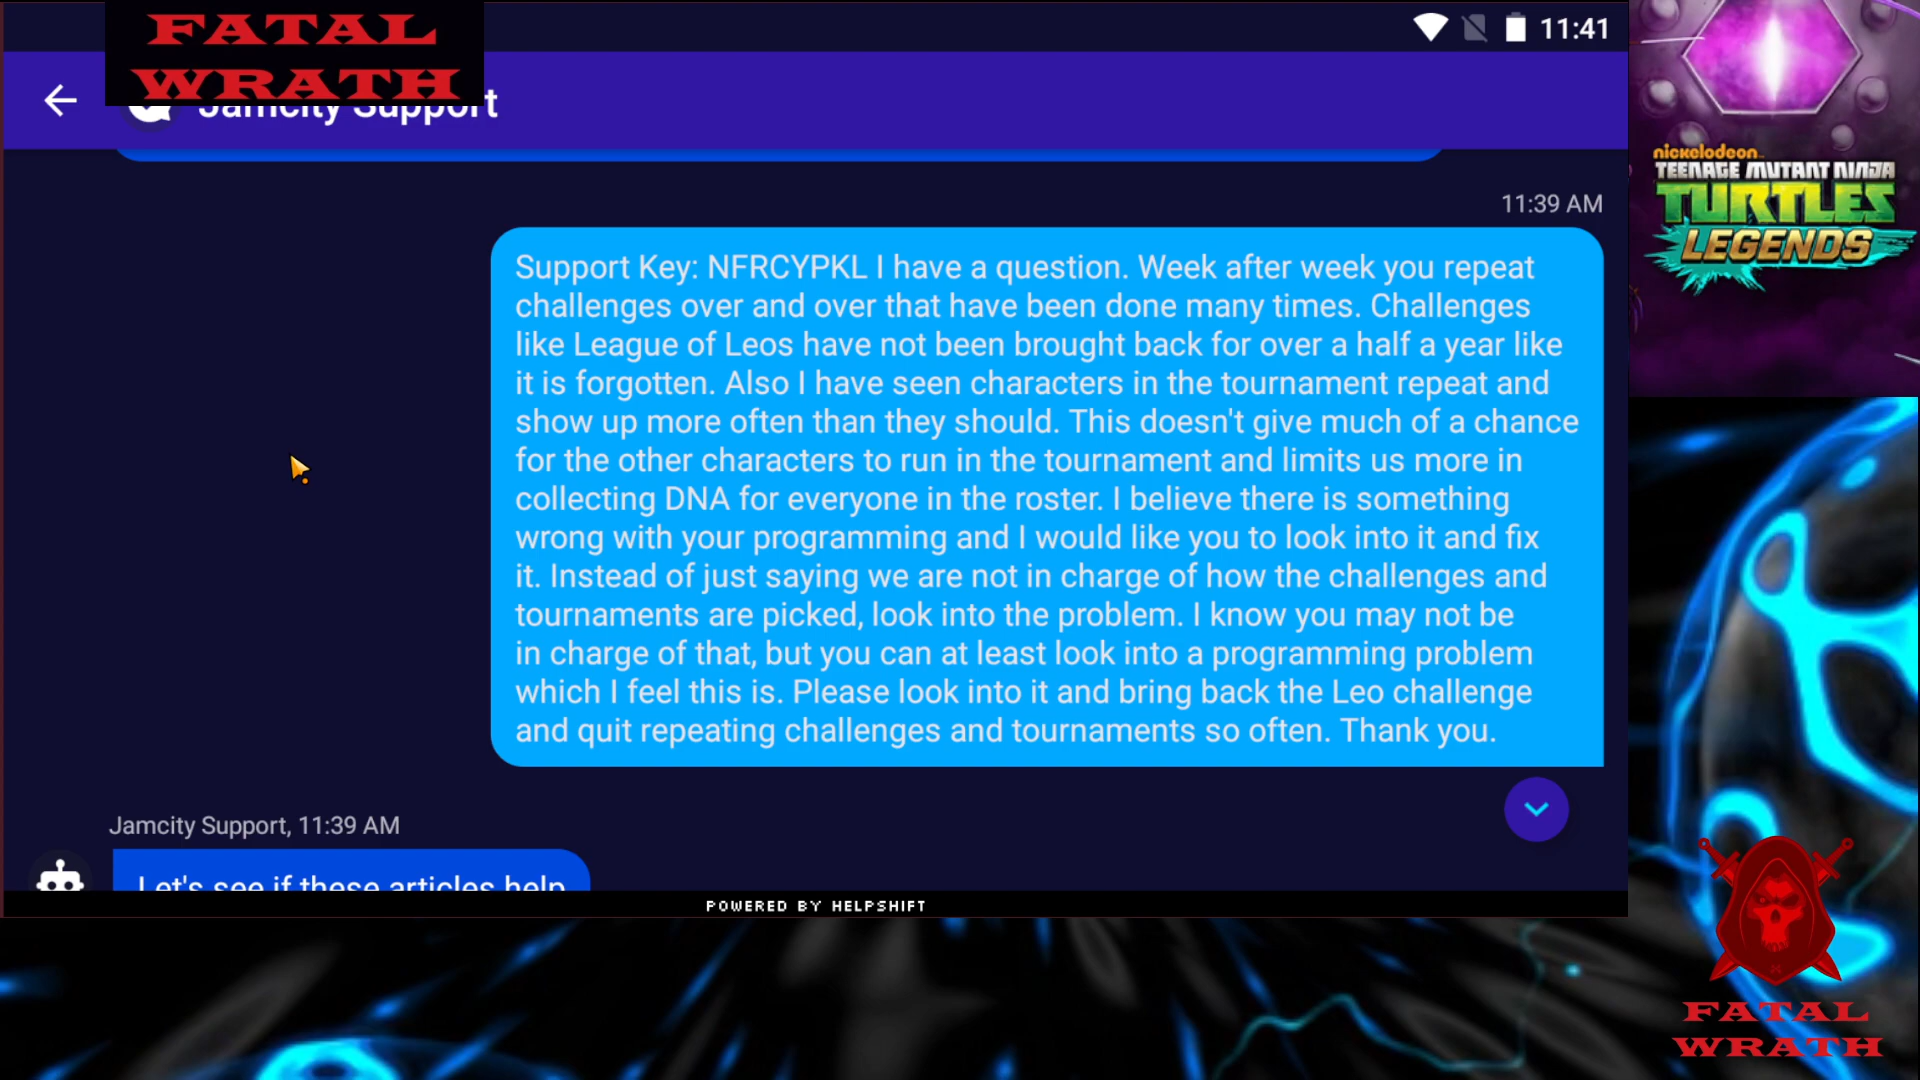 FATAL
WRATH
11:41
Jamcity Support
11:39 AM
Support Key: NFRCYPKL I have a question. Week after week you repeat
challenges over and over that have been done many times. Challenges
like League of Leos have not been brought back for over a half a year like
it is forgotten. Also I have seen characters in the tournament repeat and
show up more often than they should. This doesn't give much of a chance
for the other characters to run in the tournament and limits us more in
collecting DNA for everyone in the roster. I believe there is something
wrong with your programming and I would like you to look into it and fix
it. Instead of just saying we are not in charge of how the challenges and
tournaments are picked, look into the problem. I know you may not be
in charge of that, but you can at least look into a programming problem
which I feel this is. Please look into it and bring back the Leo challenge
and quit repeating challenges and tournaments so often. Thank you.
Jamcity Support, 11:39 AM
Let's see if these articles help
POWERED BY HELPSHIFT
nickelodeon
TEENAGE MUTANT NINJA
TURTLES
LEGENDS
FATAL
WRATH